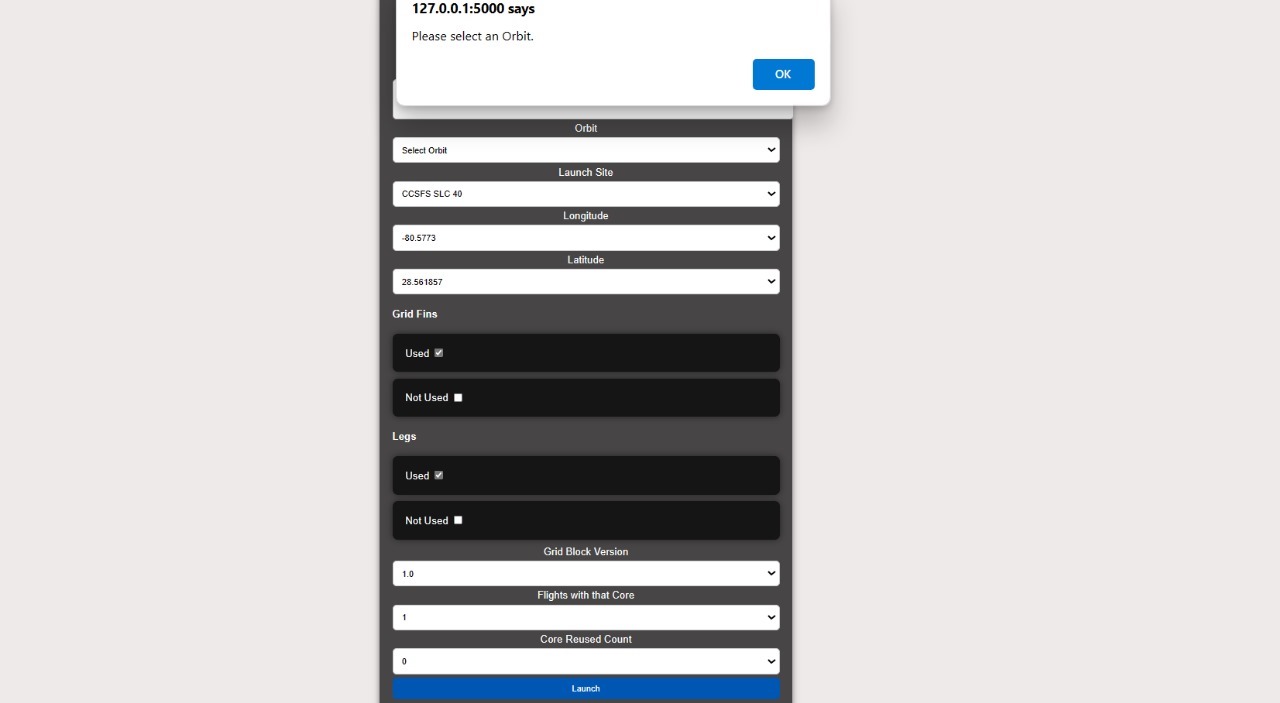 127.0.0.1:5000 says
Please select an Orbit.
OK
Orbit
Select Orbit
Launch Site
CCSFS SLC 40
Longitude
-80.5773
Latitude
28.561857
Grid Fins
Used
Not Used
Legs
Used
Not Used
Grid Block Version
1.0
Flights with that Core
1
Core Reused Count
0
Launch